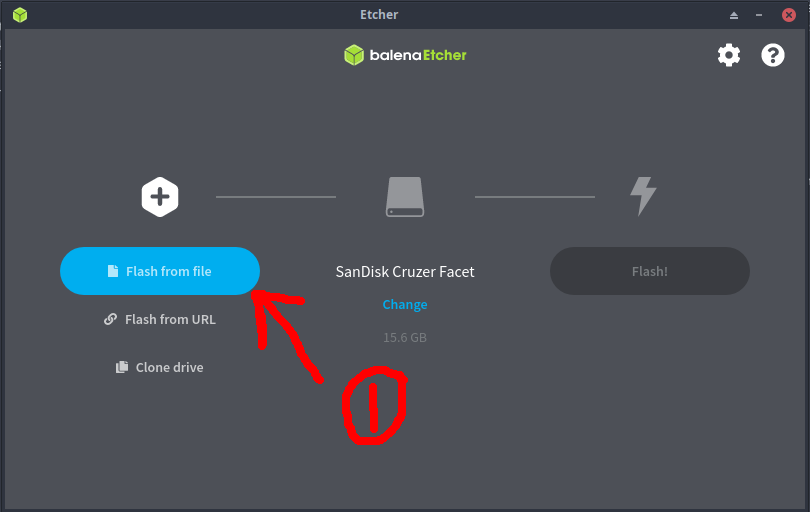 Etcher
balenaEtcher
Flash from file
SanDisk Cruzer Facet
Flash!
Change
Flash from URL
15.6 GB
Clone drive
1